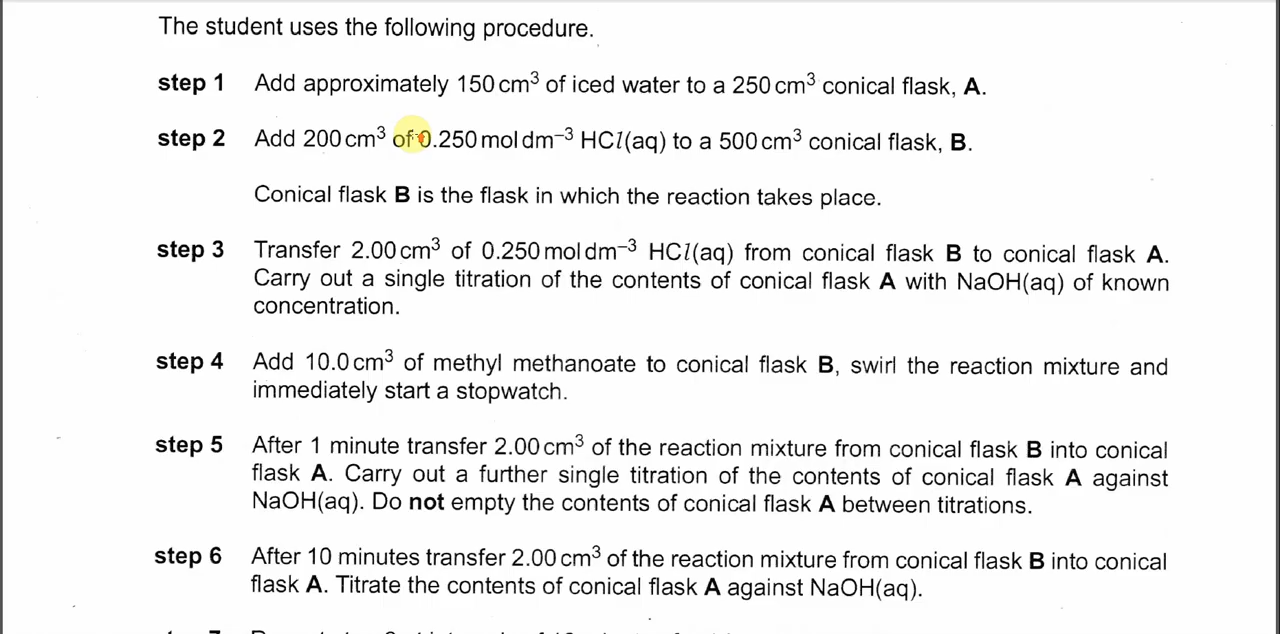 The student uses the following procedure.
step 1 Add approximately 150 cm³ of iced water to a 250 cm³ conical flask, A.
step 2 Add 200 cm³ of 0.250 mol dm⁻³ HCl(aq) to a 500 cm³ conical flask, B.
Conical flask B is the flask in which the reaction takes place.
step 3 Transfer 2.00 cm³ of 0.250 mol dm⁻³ HCl(aq) from conical flask B to conical flask A.
Carry out a single titration of the contents of conical flask A with NaOH(aq) of known
concentration.
step 4 Add 10.0 cm³ of methyl methanoate to conical flask B, swirl the reaction mixture and
immediately start a stopwatch.
step 5 After 1 minute transfer 2.00 cm³ of the reaction mixture from conical flask B into conical
flask A. Carry out a further single titration of the contents of conical flask A against
NaOH(aq). Do not empty the contents of conical flask A between titrations.
step 6 After 10 minutes transfer 2.00 cm³ of the reaction mixture from conical flask B into conical
flask A. Titrate the contents of conical flask A against NaOH(aq).